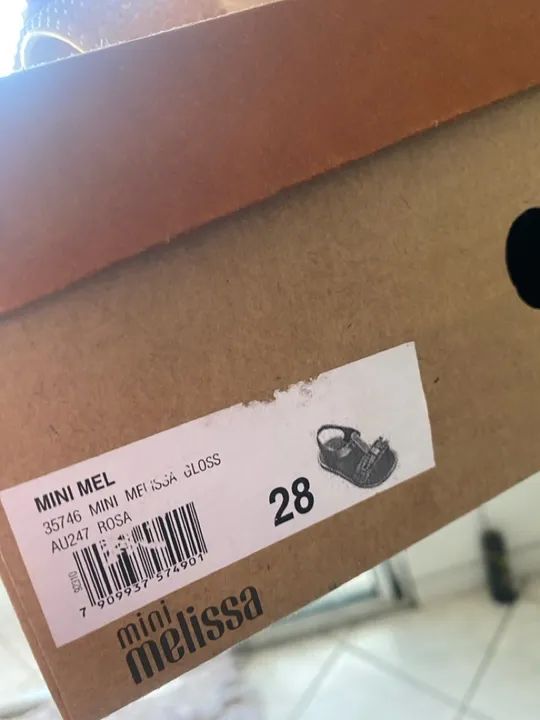 MINI MEL
35746 MINI MELISSA GLOSS
AU247 ROSA
28
7 909937 574901
mini
melissa